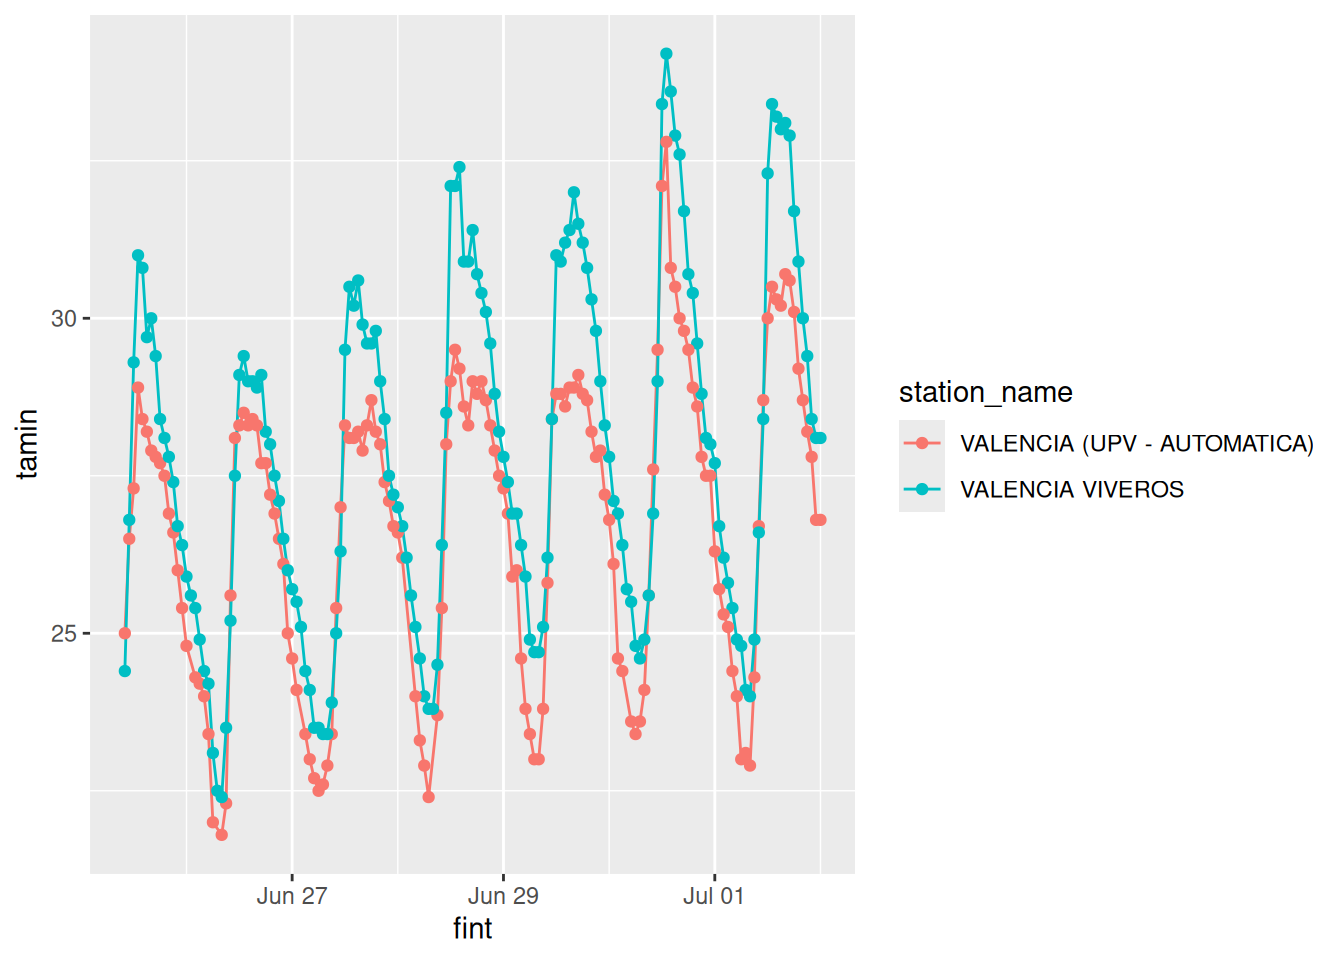 tamin
30
25
Jun 27
Jun 29
Jul 01
fint
station_name
VALENCIA (UPV - AUTOMATICA)
VALENCIA VIVEROS